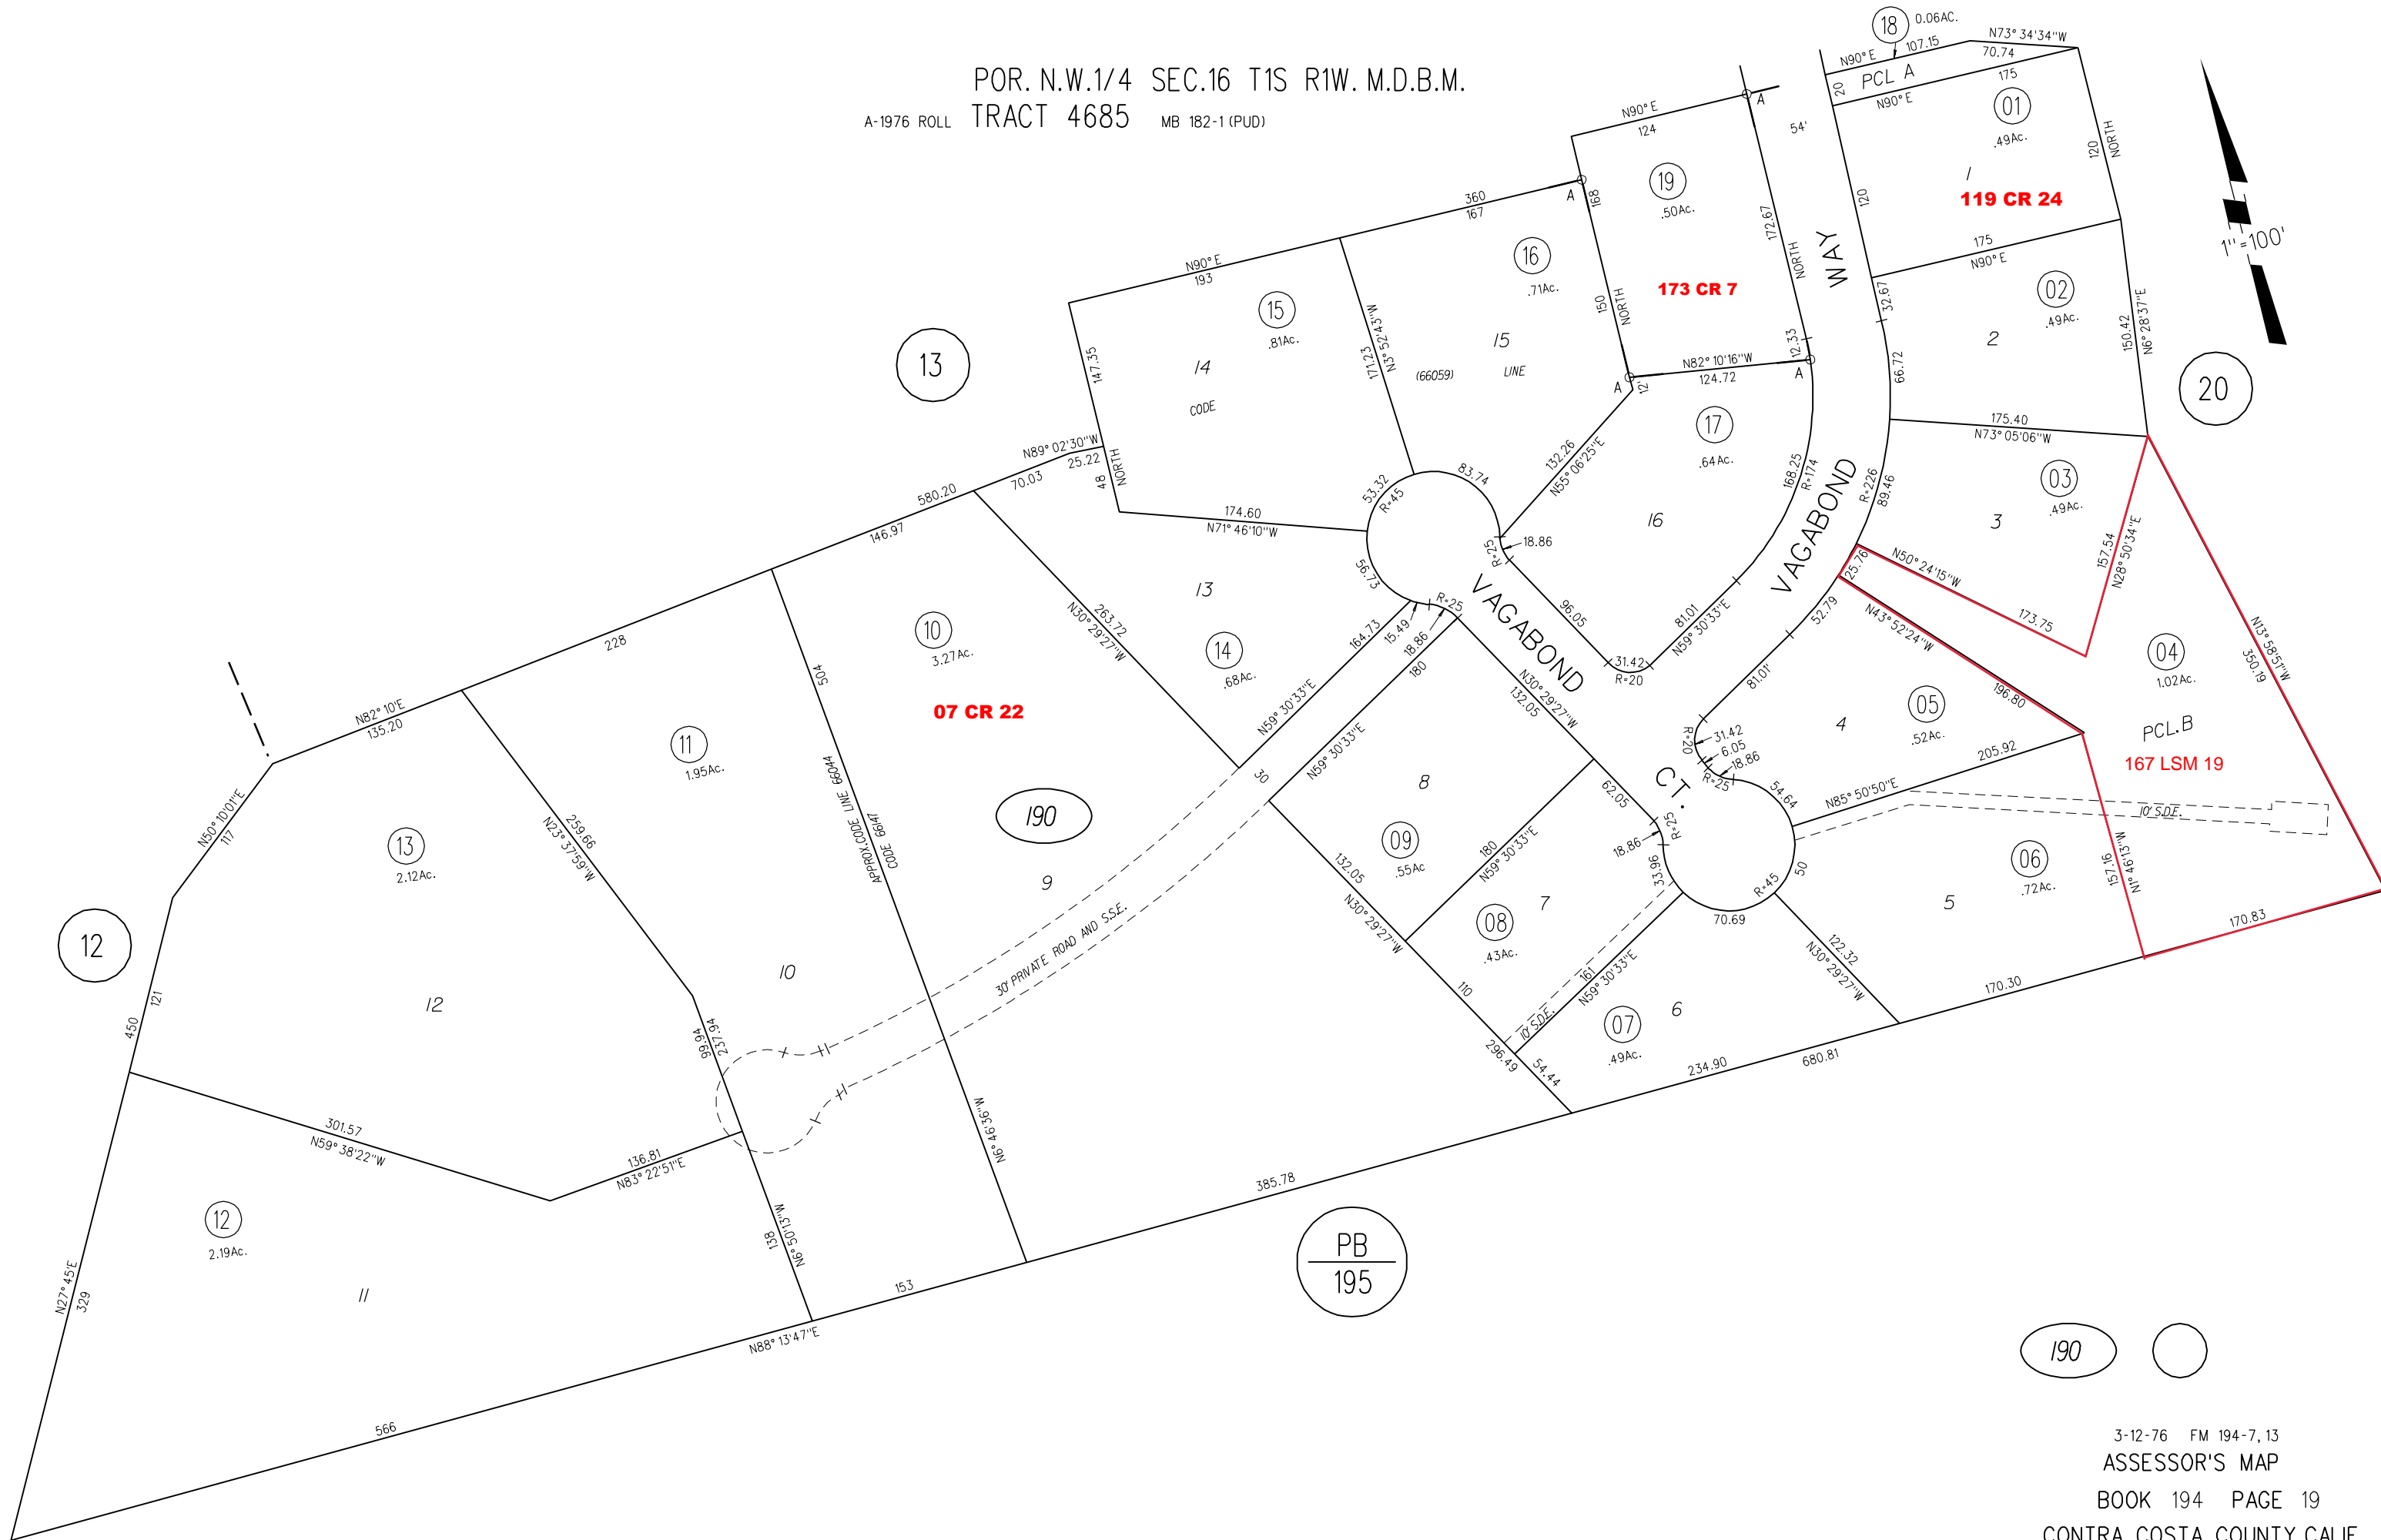 POR. N.W.1/4 SEC.16 T1S R1W. M.D.B.M.
A-1976 ROLL TRACT 4685 MB 182-1 (PUD)
18 0.06AC.
N73°34'34"W
70.74
N90°E 107.15
PCL A
20
175
N90°E
01
.49Ac.
1
119 CR 24
120
NORTH
120
54'
A
N90°E
124
19
.50Ac.
168
173 CR 7
172.67
NORTH
WAY
1"=100'
175
N90°E
02
.49Ac.
2
32.67
66.72
150.42
N6°28'37"E
20
360
167
A
16
.71Ac.
15
(66059) LINE
150
NORTH
12.33
N82°10'16"W
124.72
A
A
12'
N90°E
193
15
.81Ac.
14
CODE
147.35
171.23
N3°52'43"W
13
N89°02'30"W
25.22
48
NORTH
70.03
580.20
146.97
174.60
N71°46'10"W
53.32
R=45
83.74
56.73
132.26
N55°06'25"E
17
.64Ac.
16
168.25
R=174
VAGABOND
R=226
89.46
175.40
N73°05'06"W
03
.49Ac.
3
157.54
N28°50'34"E
25.76
N50°24'15"W
173.75
R=25
18.86
96.05
81.01
N59°30'33"E
31.42
R=20
52.79
N43°52'24"W
196.80
04
1.02Ac.
PCL.B
167 LSM 19
N13°58'51"W
350.19
13
14
.68Ac.
263.72
N30°29'27"W
R=25
15.49
18.86
164.73
N59°30'33"E
180
N59°30'33"E
30
VAGABOND
CT.
N30°29'27"W
132.05
81.01'
R=20
31.42
6.05
18.86
R=25
4
05
.52Ac.
205.92
N85°50'50"E
54.64
10' S.D.E.
228
10
3.27Ac.
504
07 CR 22
APPROX.CODE LINE 66044
CODE 66147
190
9
N82°10'E
135.20
11
1.95Ac.
259.66
N23°37'59"W
10
30' PRIVATE ROAD AND S.S.E.
N50°10'01"E
117
13
2.12Ac.
12
12
121
450
8
09
.55Ac
62.05
18.86
R=25
180
N59°30'33"E
132.05
N30°29'27"W
7
08
.43Ac.
33.96
R=45
50
70.69
110
161
N59°30'33"E
10' S.D.E.
122.32
N30°29'27"W
5
06
.72Ac.
157.16
N1°46'13"W
170.83
170.30
6
07
.49Ac.
296.49
54.44
234.90
680.81
99.94
237.94
N6°46'36"W
301.57
N59°38'22"W
136.81
N83°22'51"E
138
N6°50'13"W
12
2.19Ac.
11
N27°45'E
329
385.78
153
N88°13'47"E
566
PB
195
190
3-12-76 FM 194-7,13
ASSESSOR'S MAP
BOOK 194 PAGE 19
CONTRA COSTA COUNTY,CALIF.